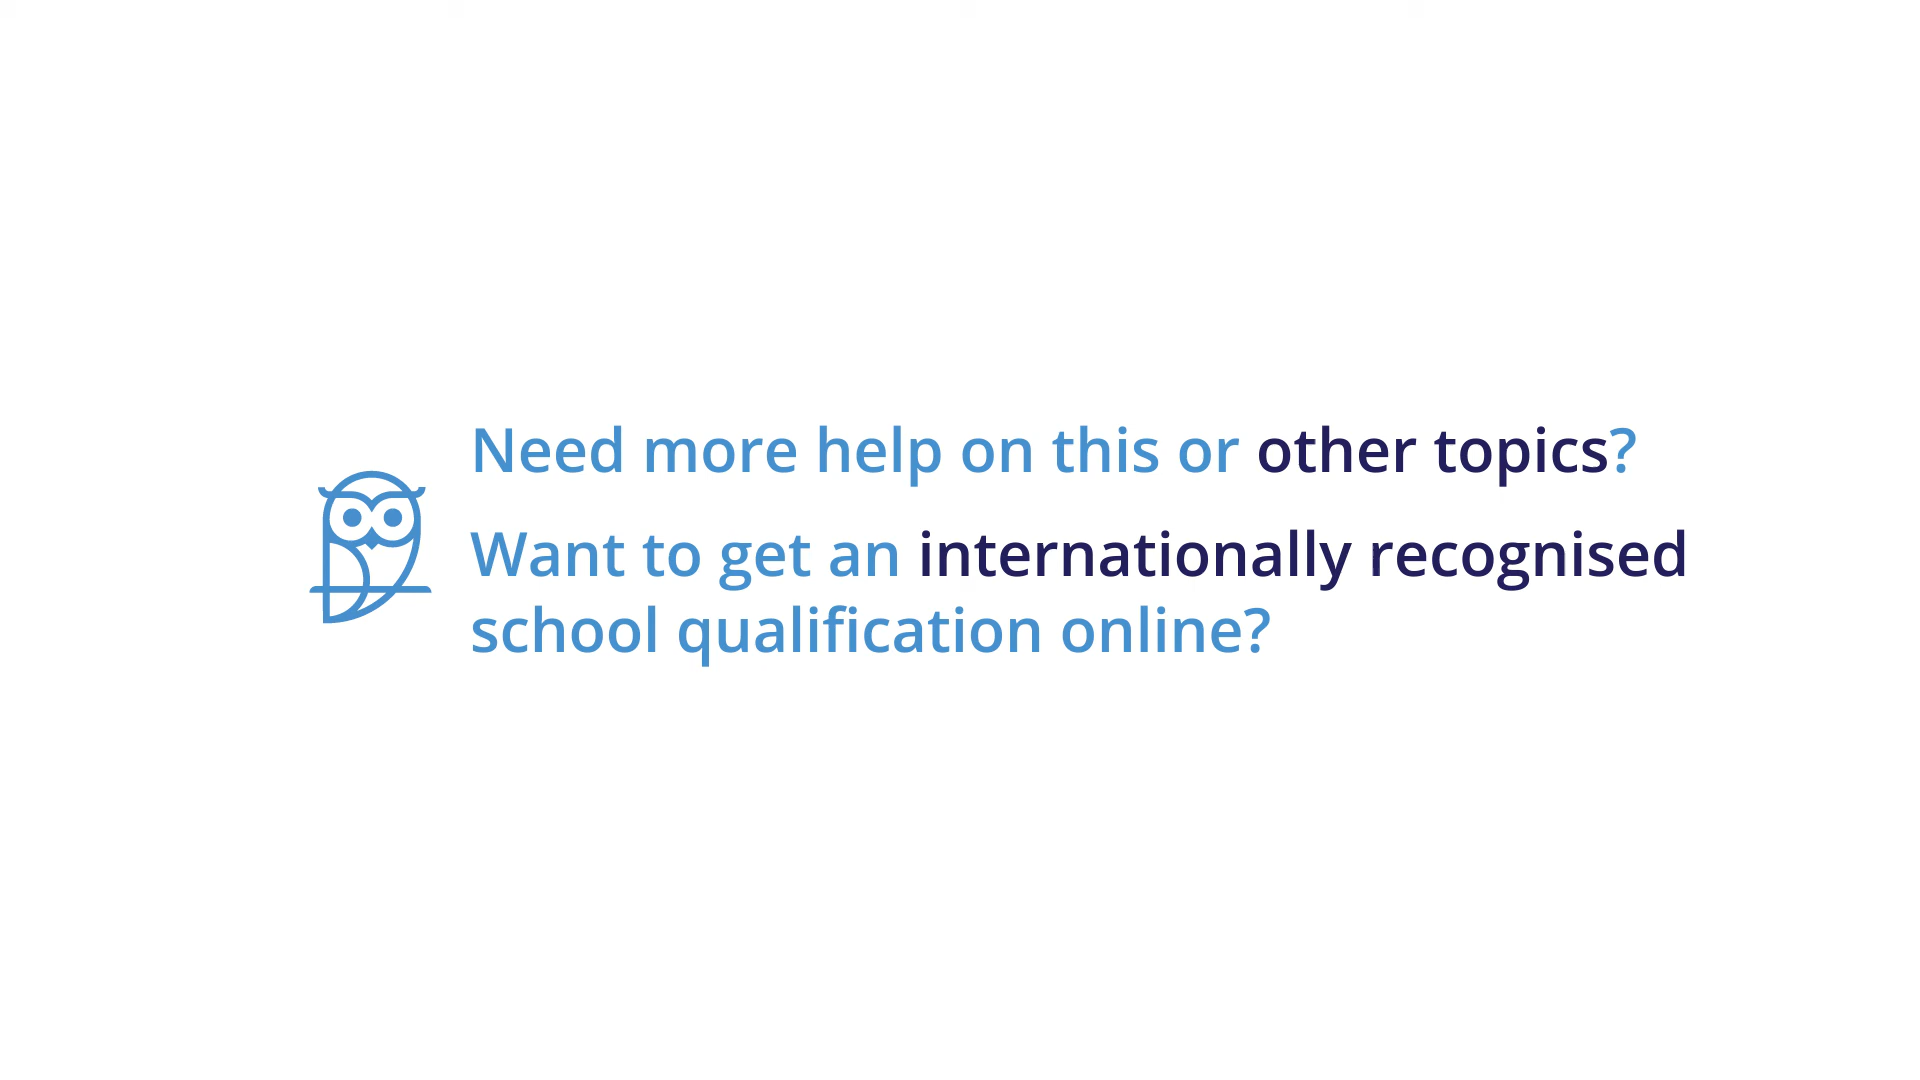 Need more help on this or other topics?
Want to get an internationally recognised
school qualification online?